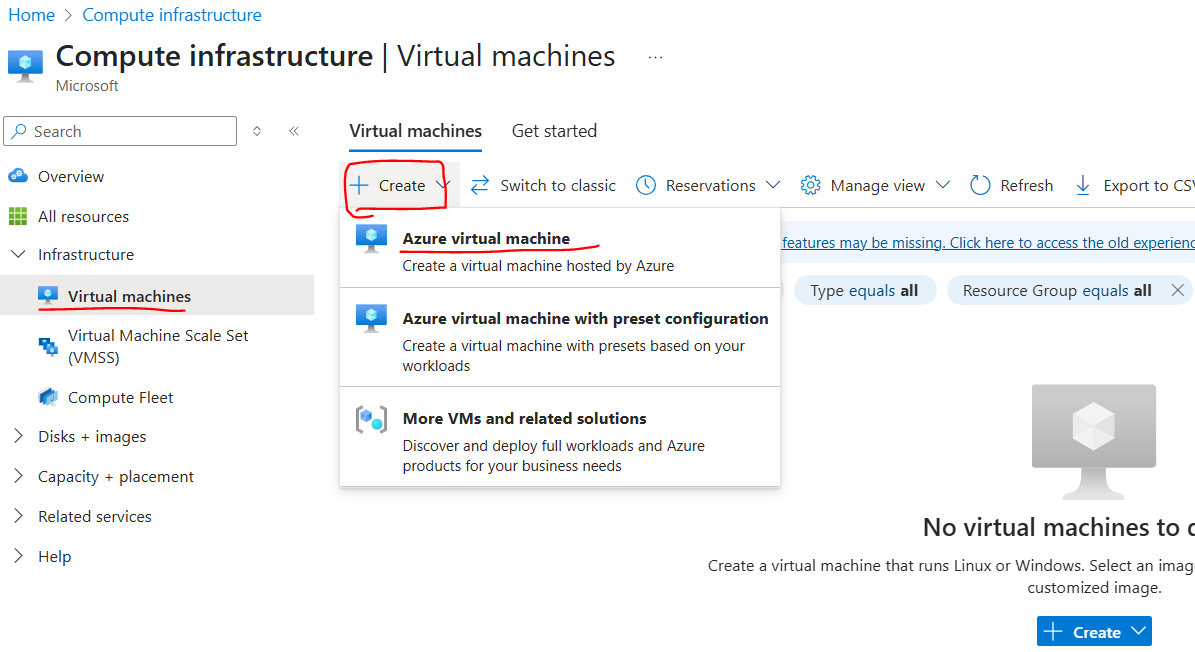 Home > Compute infrastructure
Compute infrastructure | Virtual machines ...
Microsoft
Search
Overview
All resources
Infrastructure
Virtual machines
Virtual Machine Scale Set
(VMSS)
Compute Fleet
Disks + images
Capacity + placement
Related services
Help
Virtual machines Get started
Create Switch to classic Reservations Manage view Refresh Export to CSV
Azure virtual machine
Create a virtual machine hosted by Azure
Azure virtual machine with preset configuration
Create a virtual machine with presets based on your
workloads
More VMs and related solutions
Discover and deploy full workloads and Azure
products for your business needs
features may be missing. Click here to access the old experienc
Type equals all Resource Group equals all
No virtual machines to
Create a virtual machine that runs Linux or Windows. Select an imag
customized image.
Create